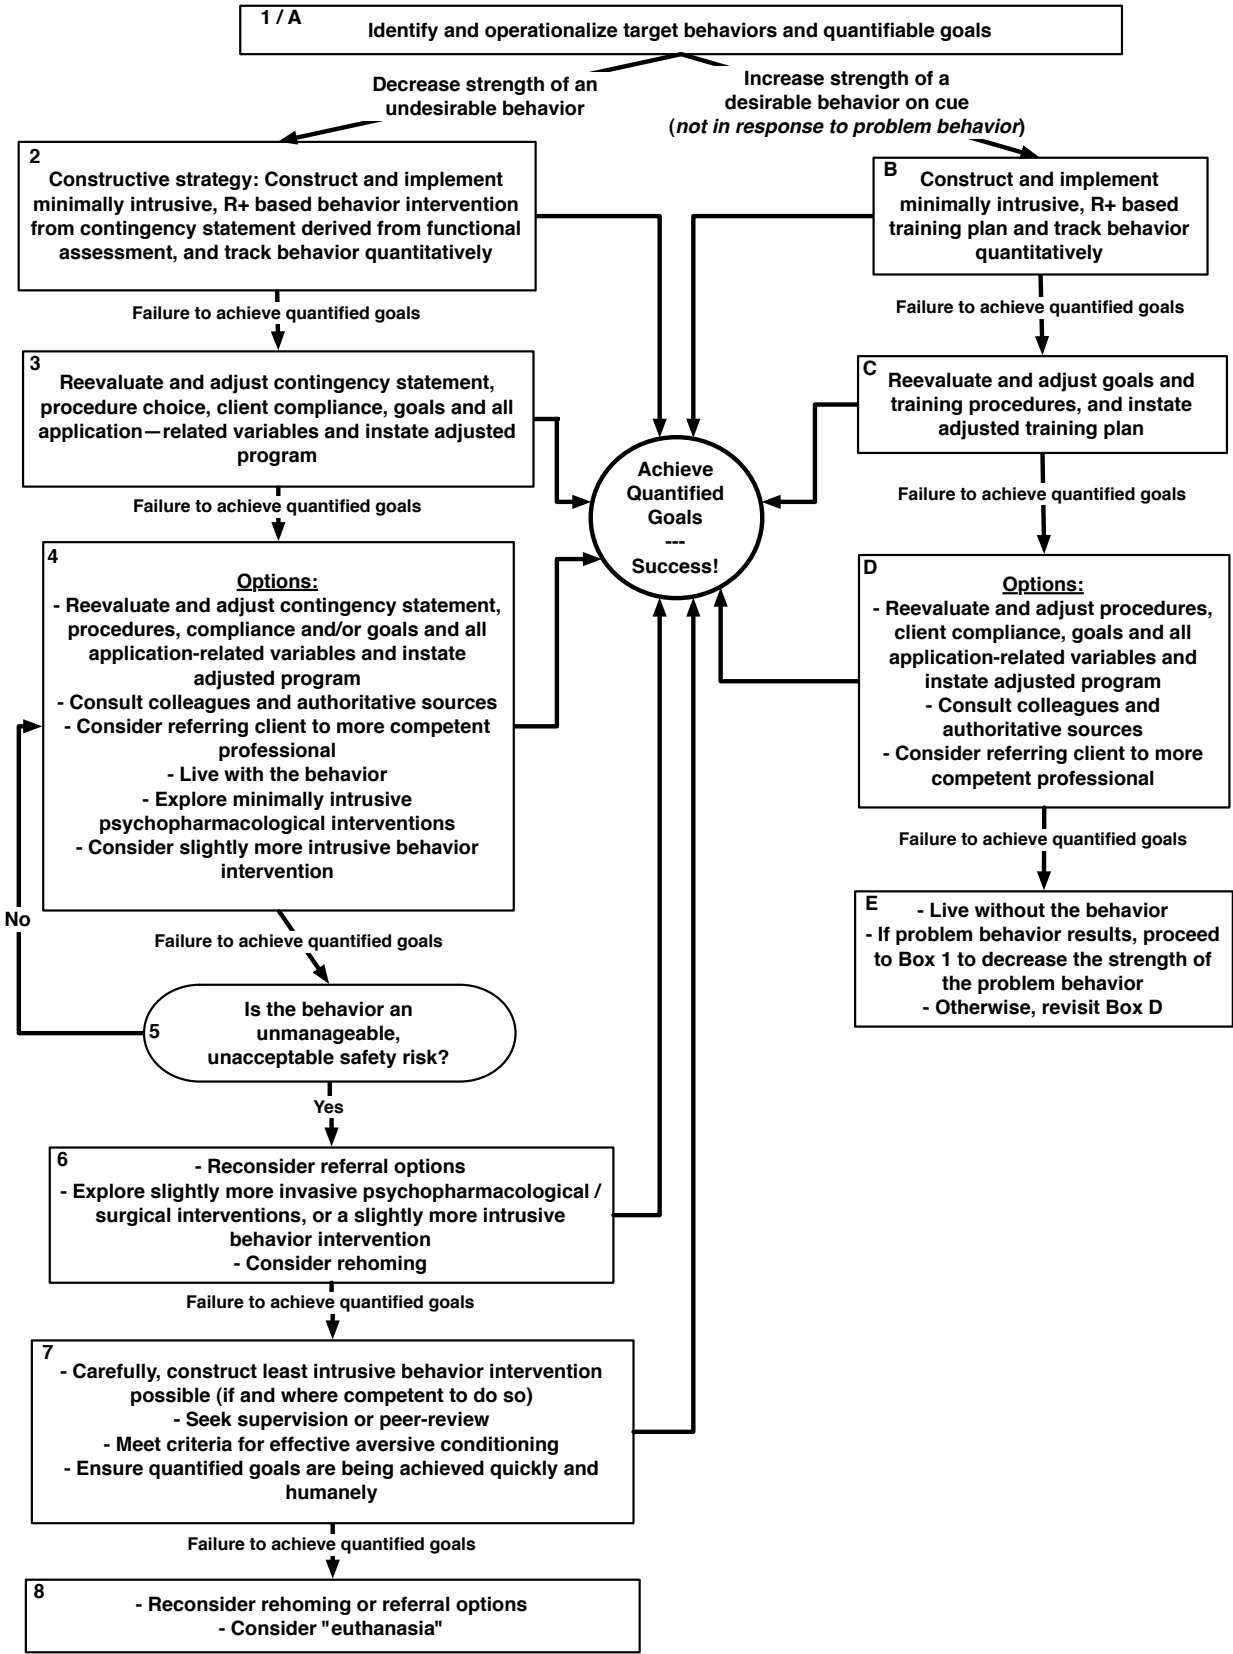 1 / A
Identify and operationalize target behaviors and quantifiable goals
Decrease strength of an
undesirable behavior
Increase strength of a
desirable behavior on cue
(not in response to problem behavior)
2
Constructive strategy: Construct and implement
minimally intrusive, R+ based behavior intervention
from contingency statement derived from functional
assessment, and track behavior quantitatively
Failure to achieve quantified goals
3
Reevaluate and adjust contingency statement,
procedure choice, client compliance, goals and all
application—related variables and instate adjusted
program
Failure to achieve quantified goals
4
Options:
- Reevaluate and adjust contingency statement,
procedures, compliance and/or goals and all
application-related variables and instate
adjusted program
- Consult colleagues and authoritative sources
- Consider referring client to more competent
professional
- Live with the behavior
- Explore minimally intrusive
psychopharmacological interventions
- Consider slightly more intrusive behavior
intervention
No
Failure to achieve quantified goals
5
Is the behavior an
unmanageable,
unacceptable safety risk?
Yes
6
- Reconsider referral options
- Explore slightly more invasive psychopharmacological /
surgical interventions, or a slightly more intrusive
behavior intervention
- Consider rehoming
Failure to achieve quantified goals
7
- Carefully, construct least intrusive behavior intervention
possible (if and where competent to do so)
- Seek supervision or peer-review
- Meet criteria for effective aversive conditioning
- Ensure quantified goals are being achieved quickly and
humanely
Failure to achieve quantified goals
8
- Reconsider rehoming or referral options
- Consider "euthanasia"
Achieve
Quantified
Goals
---
Success!
B
Construct and implement
minimally intrusive, R+ based
training plan and track behavior
quantitatively
Failure to achieve quantified goals
C
Reevaluate and adjust goals and
training procedures, and instate
adjusted training plan
Failure to achieve quantified goals
D
Options:
- Reevaluate and adjust procedures,
client compliance, goals and all
application-related variables and
instate adjusted program
- Consult colleagues and
authoritative sources
- Consider referring client to more
competent professional
Failure to achieve quantified goals
E
- Live without the behavior
- If problem behavior results, proceed
to Box 1 to decrease the strength of
the problem behavior
- Otherwise, revisit Box D